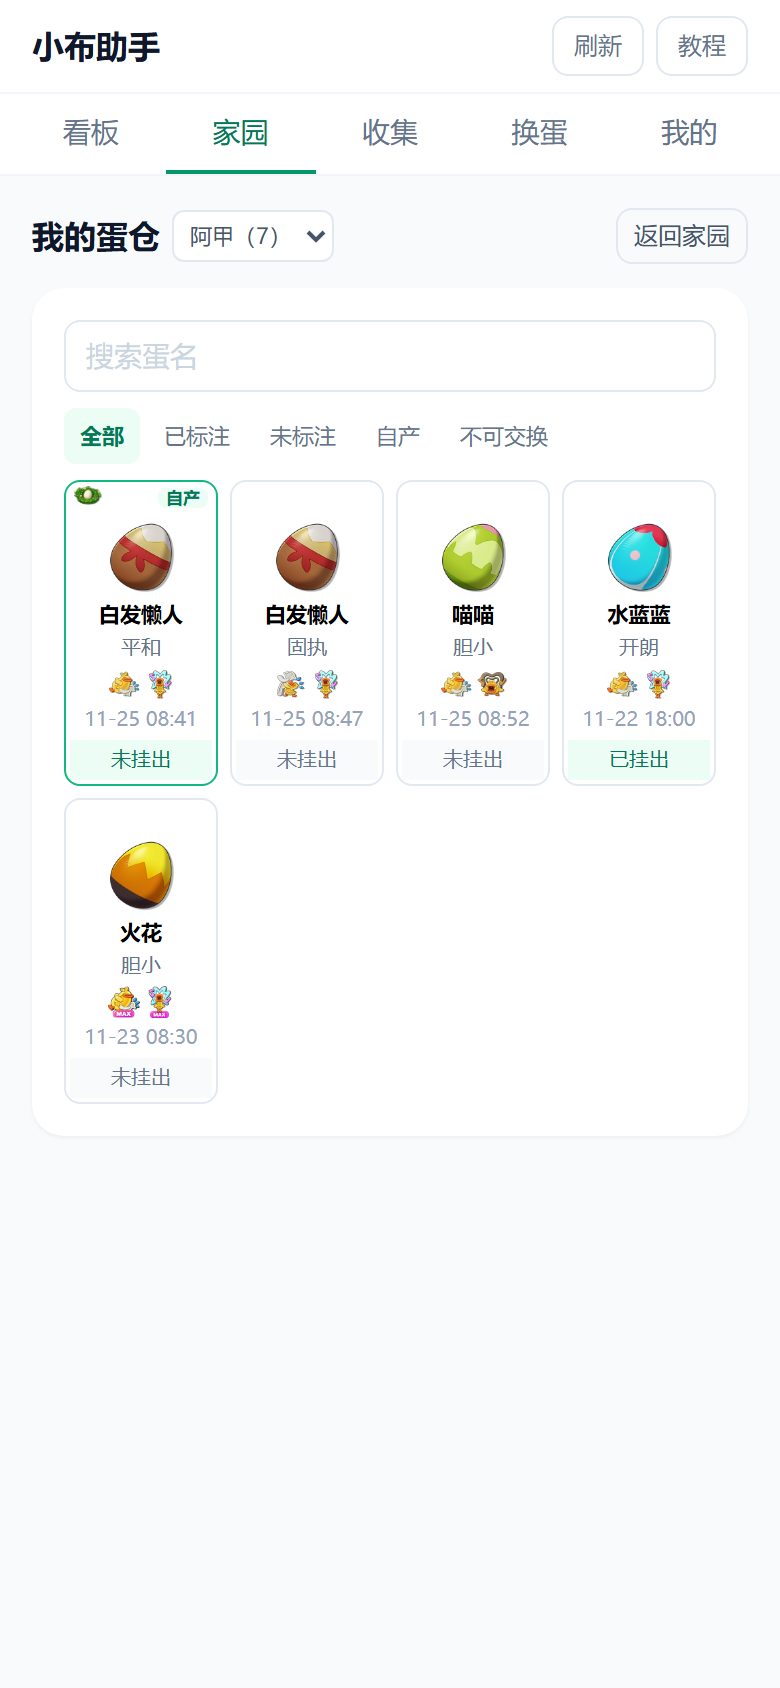 小布助手
刷新
教程
看板
家园
收集
换蛋
我的
我的蛋仓
阿甲（7）
返回家园
搜索蛋名
全部
已标注
未标注
自产
不可交换
自产
白发懒人
平和
11-25 08:41
未挂出
白发懒人
固执
11-25 08:47
未挂出
喵喵
胆小
11-25 08:52
未挂出
水蓝蓝
开朗
11-22 18:00
已挂出
火花
胆小
MAX
MAX
11-23 08:30
未挂出